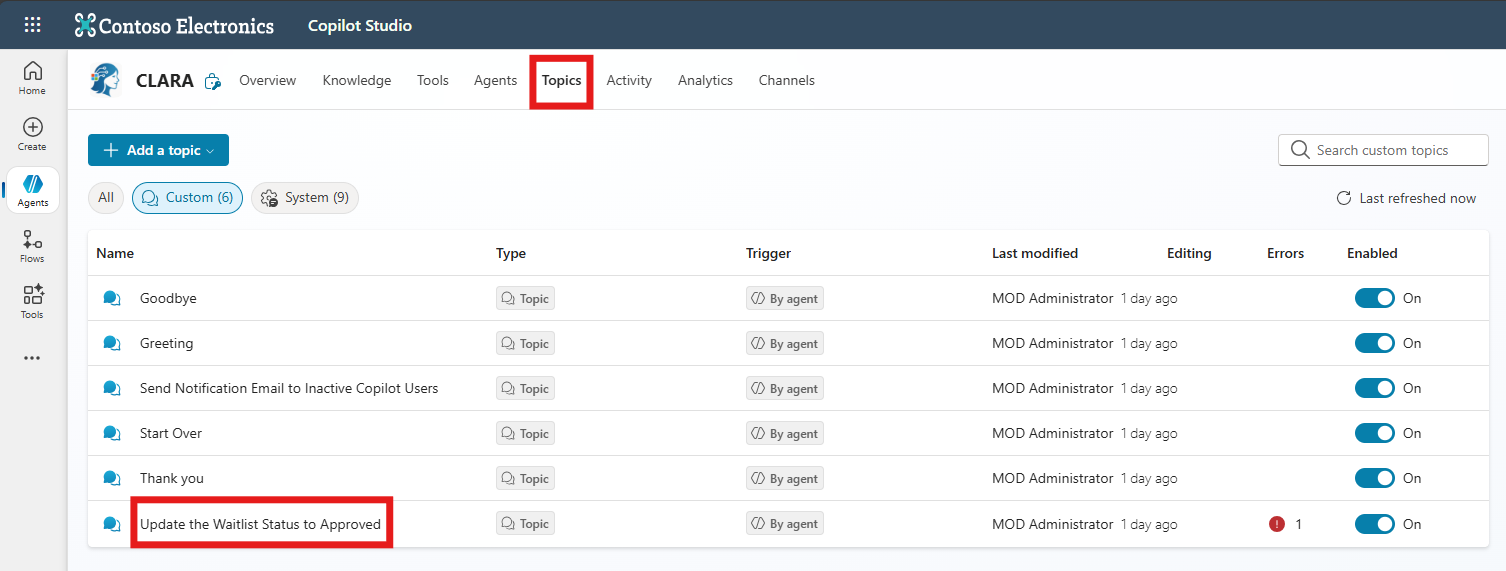 Contoso Electronics Copilot Studio
Home
Create
Agents
Flows
Tools
CLARA Overview Knowledge Tools Agents Topics Activity Analytics Channels
Add a topic
Search custom topics
All Custom (6) System (9)
Last refreshed now
Name Type Trigger Last modified Editing Errors Enabled
Goodbye Topic By agent MOD Administrator 1 day ago On
Greeting Topic By agent MOD Administrator 1 day ago On
Send Notification Email to Inactive Copilot Users Topic By agent MOD Administrator 1 day ago On
Start Over Topic By agent MOD Administrator 1 day ago On
Thank you Topic By agent MOD Administrator 1 day ago On
Update the Waitlist Status to Approved Topic By agent MOD Administrator 1 day ago 1 On